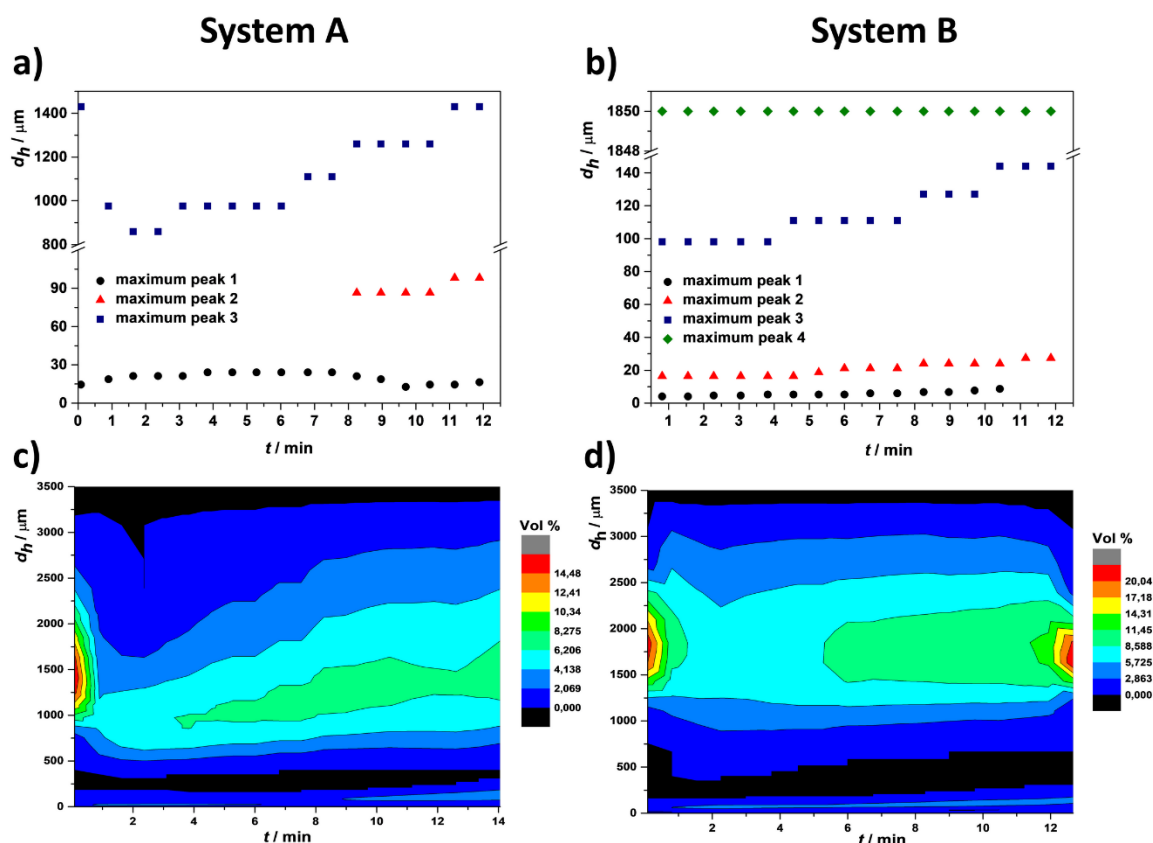 System A
System B
a)
b)
dh / μm
1400
1200
1000
800
90
60
30
0
maximum peak 1
maximum peak 2
maximum peak 3
0 1 2 3 4 5 6 7 8 9 10 11 12
t / min
dh / μm
1850
1848
140
120
100
80
60
40
20
0
maximum peak 1
maximum peak 2
maximum peak 3
maximum peak 4
1 2 3 4 5 6 7 8 9 10 11 12
t / min
c)
d)
dh / μm
3500
3000
2500
2000
1500
1000
500
0
2 4 6 8 10 12 14
t / min
Vol %
14,48
12,41
10,34
8,275
6,206
4,138
2,069
0,000
dh / μm
3500
3000
2500
2000
1500
1000
500
0
2 4 6 8 10 12
t / min
Vol %
20,04
17,18
14,31
11,45
8,588
5,725
2,863
0,000